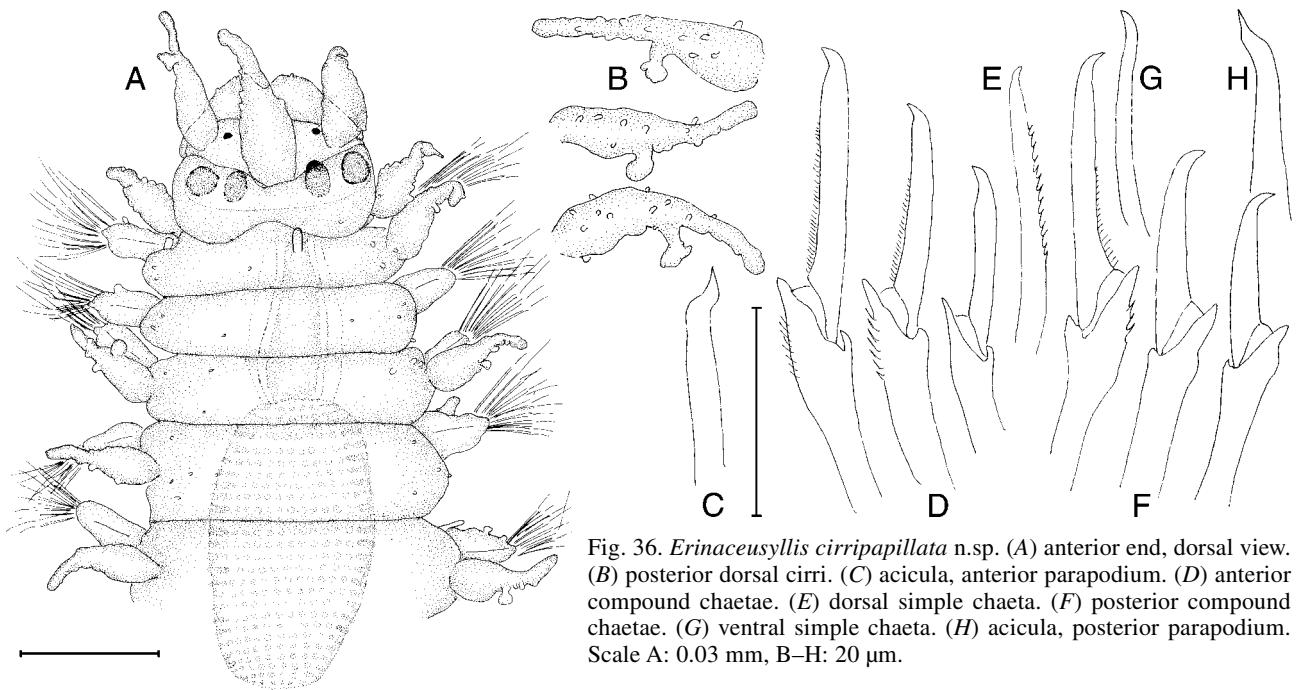 A
B
E
G
H
C
D
F
Fig. 36. Erinaceusyllis cirripapillata n.sp. (A) anterior end, dorsal view.
(B) posterior dorsal cirri. (C) acicula, anterior parapodium. (D) anterior
compound chaetae. (E) dorsal simple chaeta. (F) posterior compound
chaetae. (G) ventral simple chaeta. (H) acicula, posterior parapodium.
Scale A: 0.03 mm, B–H: 20 µm.